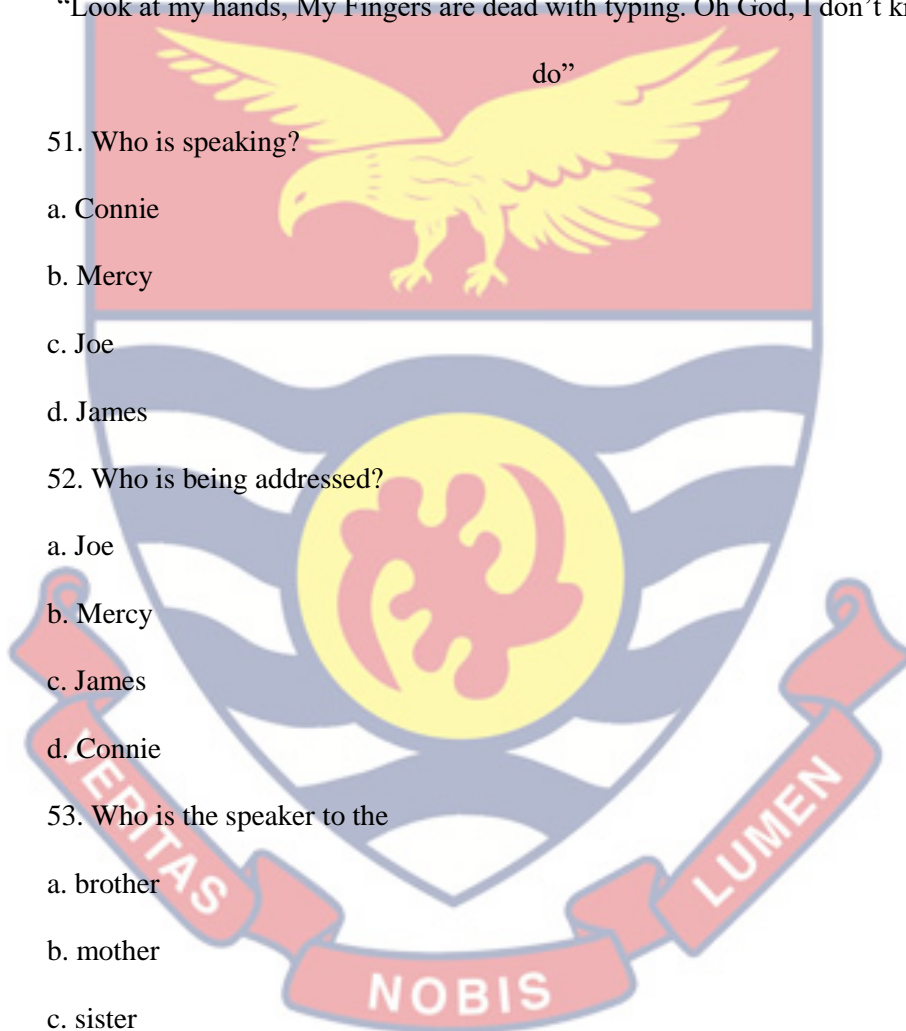 “Look at my hands, My Fingers are dead with typing. Oh God, I don’t
do”
51. Who is speaking?
a. Connie
b. Mercy
c. Joe
d. James
52. Who is being addressed?
a. Joe
b. Mercy
c. James
d. Connie
53. Who is the speaker to the
a. brother
b. mother
c. sister
VERITAS
NOBIS
LUMEN